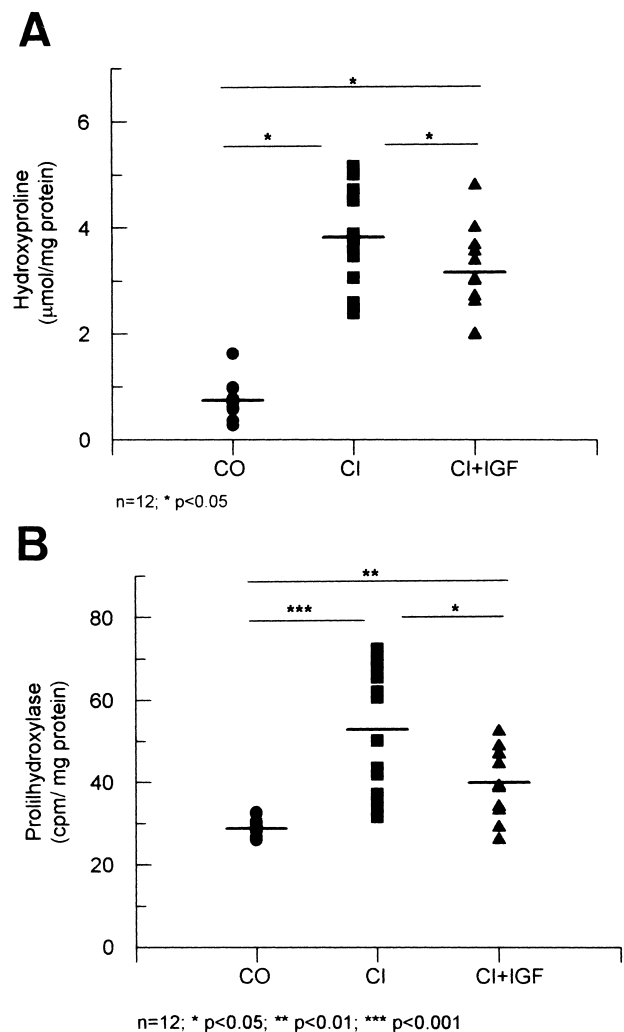 A
*
* *
6
4
2
0
Hydroxyproline
(μmol/mg protein)
CO CI CI+IGF
n=12; * p<0.05
B
**
*** *
80
60
40
20
0
Prolilhydroxylase
(cpm/ mg protein)
CO CI CI+IGF
n=12; * p<0.05; ** p<0.01; *** p<0.001